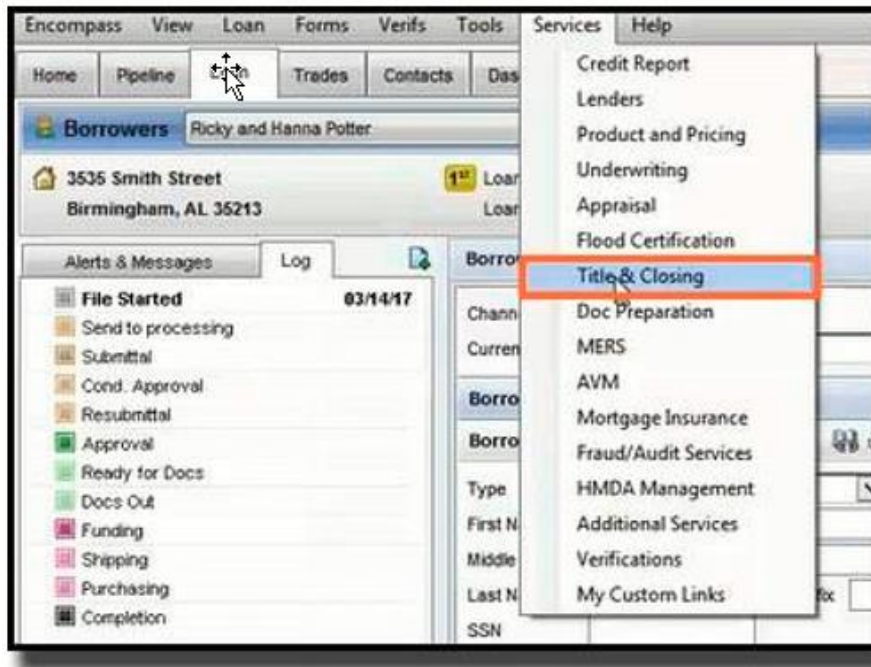 Encompass View Loan Forms Verifs Tools Services Help
Home Pipeline Trades Contacts
Borrowers Ricky and Hanna Potter
3535 Smith Street
Birmingham, AL 35213
1st
Alerts & Messages Log
File Started 03/14/17
Send to processing
Submittal
Cond. Approval
Resubmittal
Approval
Ready for Docs
Docs Out
Funding
Shipping
Purchasing
Completion
Type
Middle
SSN
Credit Report
Lenders
Product and Pricing
Underwriting
Appraisal
Flood Certification
Title & Closing
Doc Preparation
MERS
AVM
Mortgage Insurance
Fraud/Audit Services
HMDA Management
Additional Services
Verifications
My Custom Links